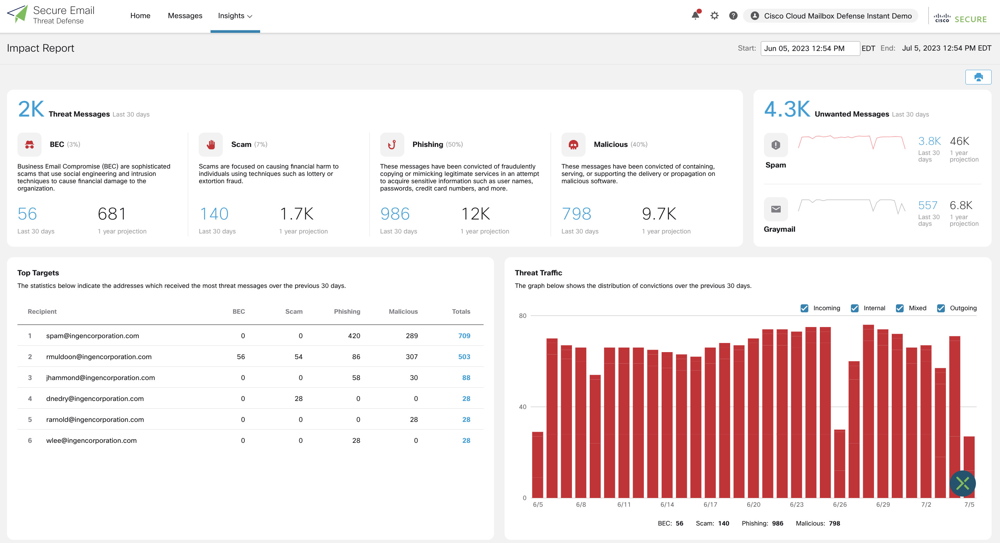 Secure Email
Threat Defense
Home
Messages
Insights
?
Cisco Cloud Mailbox Defense Instant Demo
CISCO SECURE
Impact Report
Start: Jun 05, 2023 12:54 PM EDT End: Jul 5, 2023 12:54 PM EDT
2K Threat Messages Last 30 days
BEC (3%)
Business Email Compromise (BEC) are sophisticated
scams that use social engineering and intrusion
techniques to cause financial damage to the
organization.
56 681
Last 30 days 1 year projection
Scam (7%)
Scams are focused on causing financial harm to
individuals using techniques such as lottery or
extortion fraud.
140 1.7K
Last 30 days 1 year projection
Phishing (50%)
These messages have been convicted of fraudulently
copying or mimicking legitimate services in an attempt
to acquire sensitive information such as user names,
passwords, credit card numbers, and more.
986 12K
Last 30 days 1 year projection
Malicious (40%)
These messages have been convicted of containing,
serving, or supporting the delivery or propagation on
malicious software.
798 9.7K
Last 30 days 1 year projection
4.3K Unwanted Messages Last 30 days
Spam
3.8K 46K
Last 30 1 year
days projection
Graymail
557 6.8K
Last 30 1 year
days projection
Top Targets
The statistics below indicate the addresses which received the most threat messages over the previous 30 days.
Recipient BEC Scam Phishing Malicious Totals
1 spam@ingencorporation.com 0 0 420 289 709
2 rmuldoon@ingencorporation.com 56 54 86 307 503
3 jhammond@ingencorporation.com 0 0 58 30 88
4 dnedry@ingencorporation.com 0 28 0 0 28
5 rarnold@ingencorporation.com 0 0 0 28 28
6 wlee@ingencorporation.com 0 0 28 0 28
Threat Traffic
The graph below shows the distribution of convictions over the previous 30 days.
Incoming Internal Mixed Outgoing
80
40
0
6/5 6/8 6/11 6/14 6/17 6/20 6/23 6/26 6/29 7/2 7/5
BEC: 56 Scam: 140 Phishing: 986 Malicious: 798